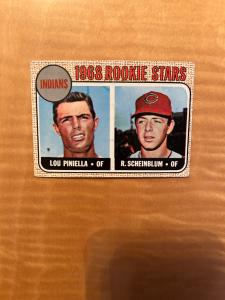 1968 ROOKIE STARS
INDIANS
LOU PINIELLA • OF
R. SCHEINBLUM • OF